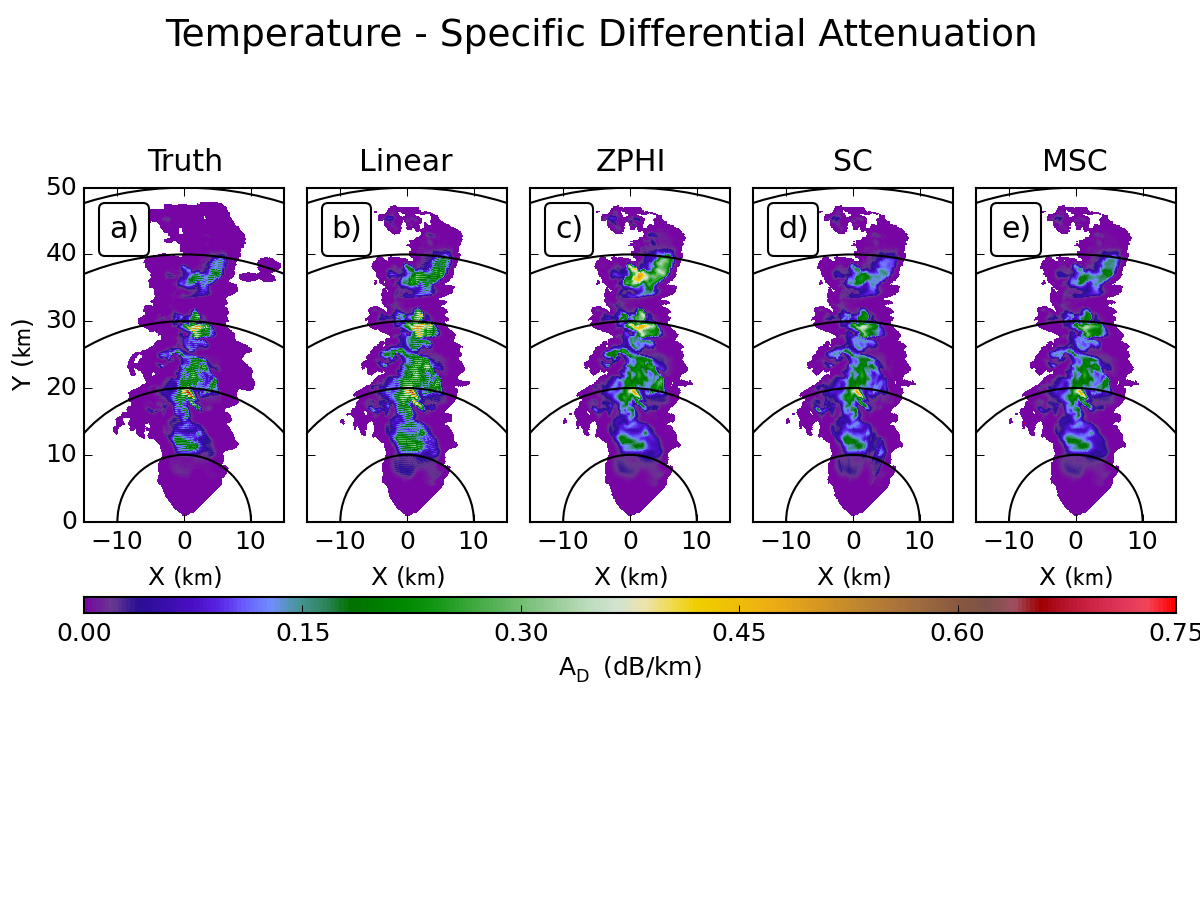 Temperature - Specific Differential Attenuation
Truth Linear ZPHI SC MSC
a) b) c) d) e)
50
40
30
20
10
0
Y (km)
−10 0 10 −10 0 10 −10 0 10 −10 0 10 −10 0 10
X (km) X (km) X (km) X (km) X (km)
0.00 0.15 0.30 0.45 0.60 0.75
A_D (dB/km)